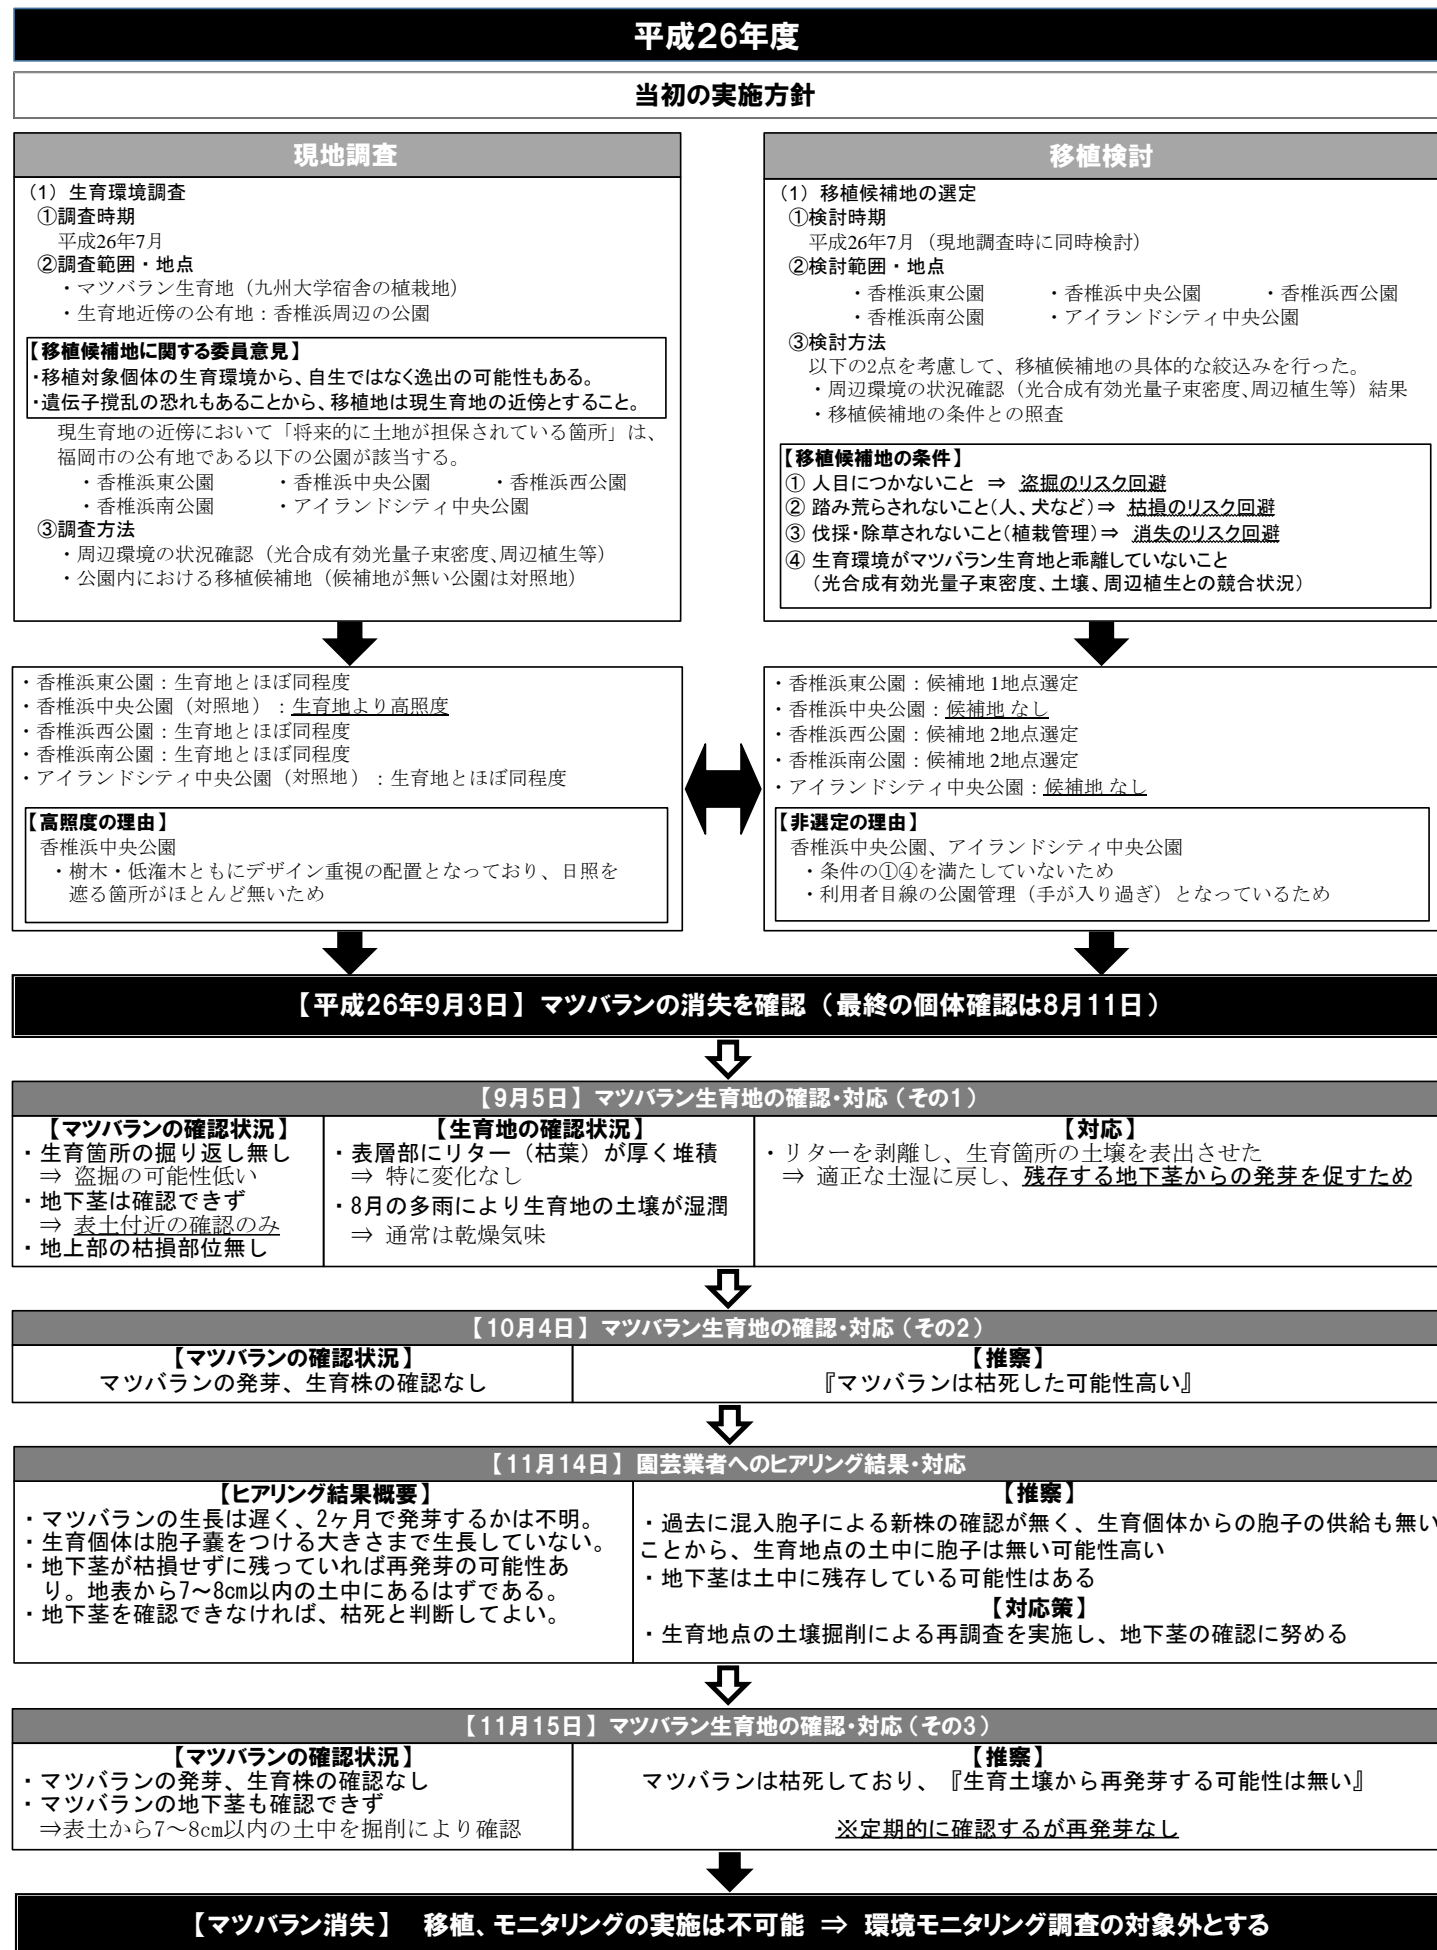 平成26年度
当初の実施方針
現地調査
(1) 生育環境調査
①調査時期
平成26年7月
②調査範囲・地点
・マツバラン生育地（九州大学宿舎の植栽地）
・生育地近傍の公有地：香椎浜周辺の公園
【移植候補地に関する委員意見】
・移植対象個体の生育環境から、自生ではなく逸出の可能性もある。
・遺伝子撹乱の恐れもあることから、移植地は現生育地の近傍とすること。
現生育地の近傍において「将来的に土地が担保されている箇所」は、
福岡市の公有地である以下の公園が該当する。
・香椎浜東公園　・香椎浜中央公園　・香椎浜西公園
・香椎浜南公園　・アイランドシティ中央公園
③調査方法
・周辺環境の状況確認（光合成有効光量子束密度、周辺植生等）
・公園内における移植候補地（候補地が無い公園は対照地）
移植検討
(1) 移植候補地の選定
①検討時期
平成26年7月（現地調査時に同時検討）
②検討範囲・地点
・香椎浜東公園　・香椎浜中央公園　・香椎浜西公園
・香椎浜南公園　・アイランドシティ中央公園
③検討方法
以下の2点を考慮して、移植候補地の具体的な絞込みを行った。
・周辺環境の状況確認（光合成有効光量子束密度、周辺植生等）結果
・移植候補地の条件との照査
【移植候補地の条件】
① 人目につかないこと ⇒ 盗掘のリスク回避
② 踏み荒らされないこと(人、犬など)⇒ 枯損のリスク回避
③ 伐採・除草されないこと(植栽管理)⇒ 消失のリスク回避
④ 生育環境がマツバラン生育地と乖離していないこと
（光合成有効光量子束密度、土壌、周辺植生との競合状況）
・香椎浜東公園：生育地とほぼ同程度
・香椎浜中央公園（対照地）：生育地より高照度
・香椎浜西公園：生育地とほぼ同程度
・香椎浜南公園：生育地とほぼ同程度
・アイランドシティ中央公園（対照地）：生育地とほぼ同程度
【高照度の理由】
香椎浜中央公園
・樹木・低潅木ともにデザイン重視の配置となっており、日照を
遮る箇所がほとんど無いため
・香椎浜東公園：候補地 1地点選定
・香椎浜中央公園：候補地 なし
・香椎浜西公園：候補地 2地点選定
・香椎浜南公園：候補地 2地点選定
・アイランドシティ中央公園：候補地 なし
【非選定の理由】
香椎浜中央公園、アイランドシティ中央公園
・条件の①④を満たしていないため
・利用者目線の公園管理（手が入り過ぎ）となっているため
【平成26年9月3日】マツバランの消失を確認（最終の個体確認は8月11日）
【9月5日】マツバラン生育地の確認・対応（その1）
【マツバランの確認状況】
・生育箇所の掘り返し無し
⇒ 盗掘の可能性低い
・地下茎は確認できず
⇒ 表土付近の確認のみ
・地上部の枯損部位無し
【生育地の確認状況】
・表層部にリター（枯葉）が厚く堆積
⇒ 特に変化なし
・8月の多雨により生育地の土壌が湿潤
⇒ 通常は乾燥気味
【対応】
・リターを剥離し、生育箇所の土壌を表出させた
⇒ 適正な土湿に戻し、残存する地下茎からの発芽を促すため
【10月4日】マツバラン生育地の確認・対応（その2）
【マツバランの確認状況】
マツバランの発芽、生育株の確認なし
【推察】
『マツバランは枯死した可能性高い』
【11月14日】園芸業者へのヒアリング結果・対応
【ヒアリング結果概要】
・マツバランの生長は遅く、2ヶ月で発芽するかは不明。
・生育個体は胞子嚢をつける大きさまで生長していない。
・地下茎が枯損せずに残っていれば再発芽の可能性あ
り。地表から7～8cm以内の土中にあるはずである。
・地下茎を確認できなければ、枯死と判断してよい。
【推察】
・過去に混入胞子による新株の確認が無く、生育個体からの胞子の供給も無い
ことから、生育地点の土中に胞子は無い可能性高い
・地下茎は土中に残存している可能性はある
【対応策】
・生育地点の土壌掘削による再調査を実施し、地下茎の確認に努める
【11月15日】マツバラン生育地の確認・対応（その3）
【マツバランの確認状況】
・マツバランの発芽、生育株の確認なし
・マツバランの地下茎も確認できず
⇒表土から7～8cm以内の土中を掘削により確認
【推察】
マツバランは枯死しており、『生育土壌から再発芽する可能性は無い』
※定期的に確認するが再発芽なし
【マツバラン消失】　移植、モニタリングの実施は不可能 ⇒ 環境モニタリング調査の対象外とする